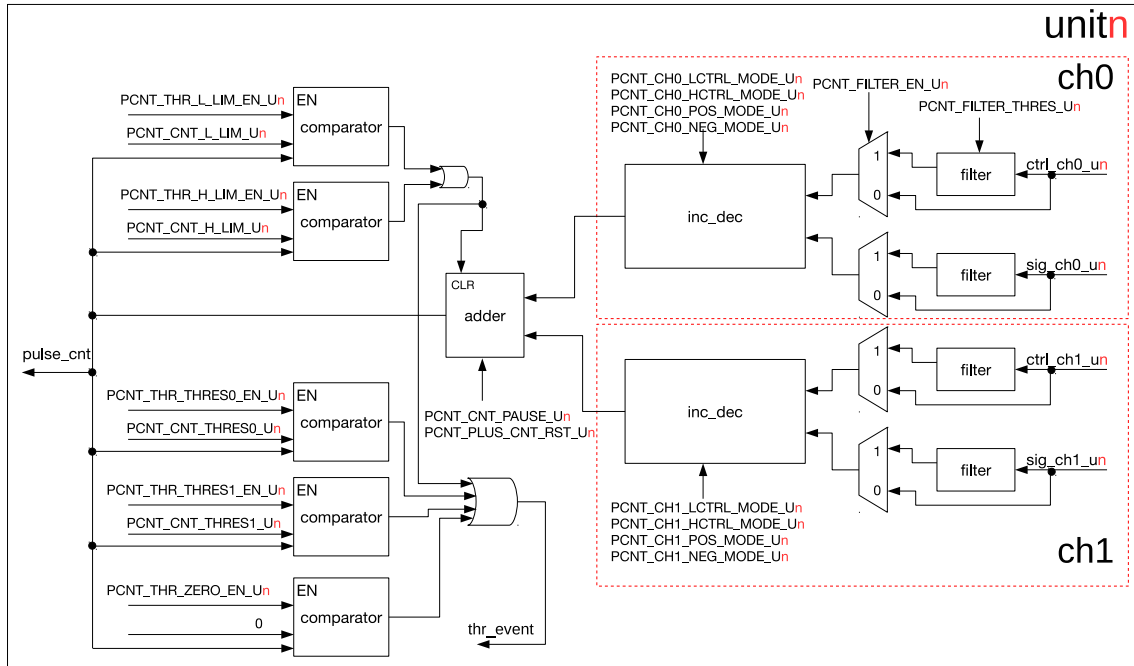 unitn
ch0
PCNT_CH0_LCTRL_MODE_Un
PCNT_CH0_HCTRL_MODE_Un
PCNT_CH0_POS_MODE_Un
PCNT_CH0_NEG_MODE_Un
PCNT_FILTER_EN_Un
PCNT_FILTER_THRES_Un
PCNT_THR_L_LIM_EN_Un
PCNT_CNT_L_LIM_Un
EN
comparator
PCNT_THR_H_LIM_EN_Un
PCNT_CNT_H_LIM_Un
EN
comparator
inc_dec
1
0
filter
ctrl_ch0_un
1
0
filter
sig_ch0_un
CLR
adder
pulse_cnt
PCNT_CNT_PAUSE_Un
PCNT_PLUS_CNT_RST_Un
inc_dec
1
0
filter
ctrl_ch1_un
1
0
filter
sig_ch1_un
PCNT_CH1_LCTRL_MODE_Un
PCNT_CH1_HCTRL_MODE_Un
PCNT_CH1_POS_MODE_Un
PCNT_CH1_NEG_MODE_Un
ch1
PCNT_THR_THRES0_EN_Un
PCNT_CNT_THRES0_Un
EN
comparator
PCNT_THR_THRES1_EN_Un
PCNT_CNT_THRES1_Un
EN
comparator
PCNT_THR_ZERO_EN_Un
0
EN
comparator
thr_event